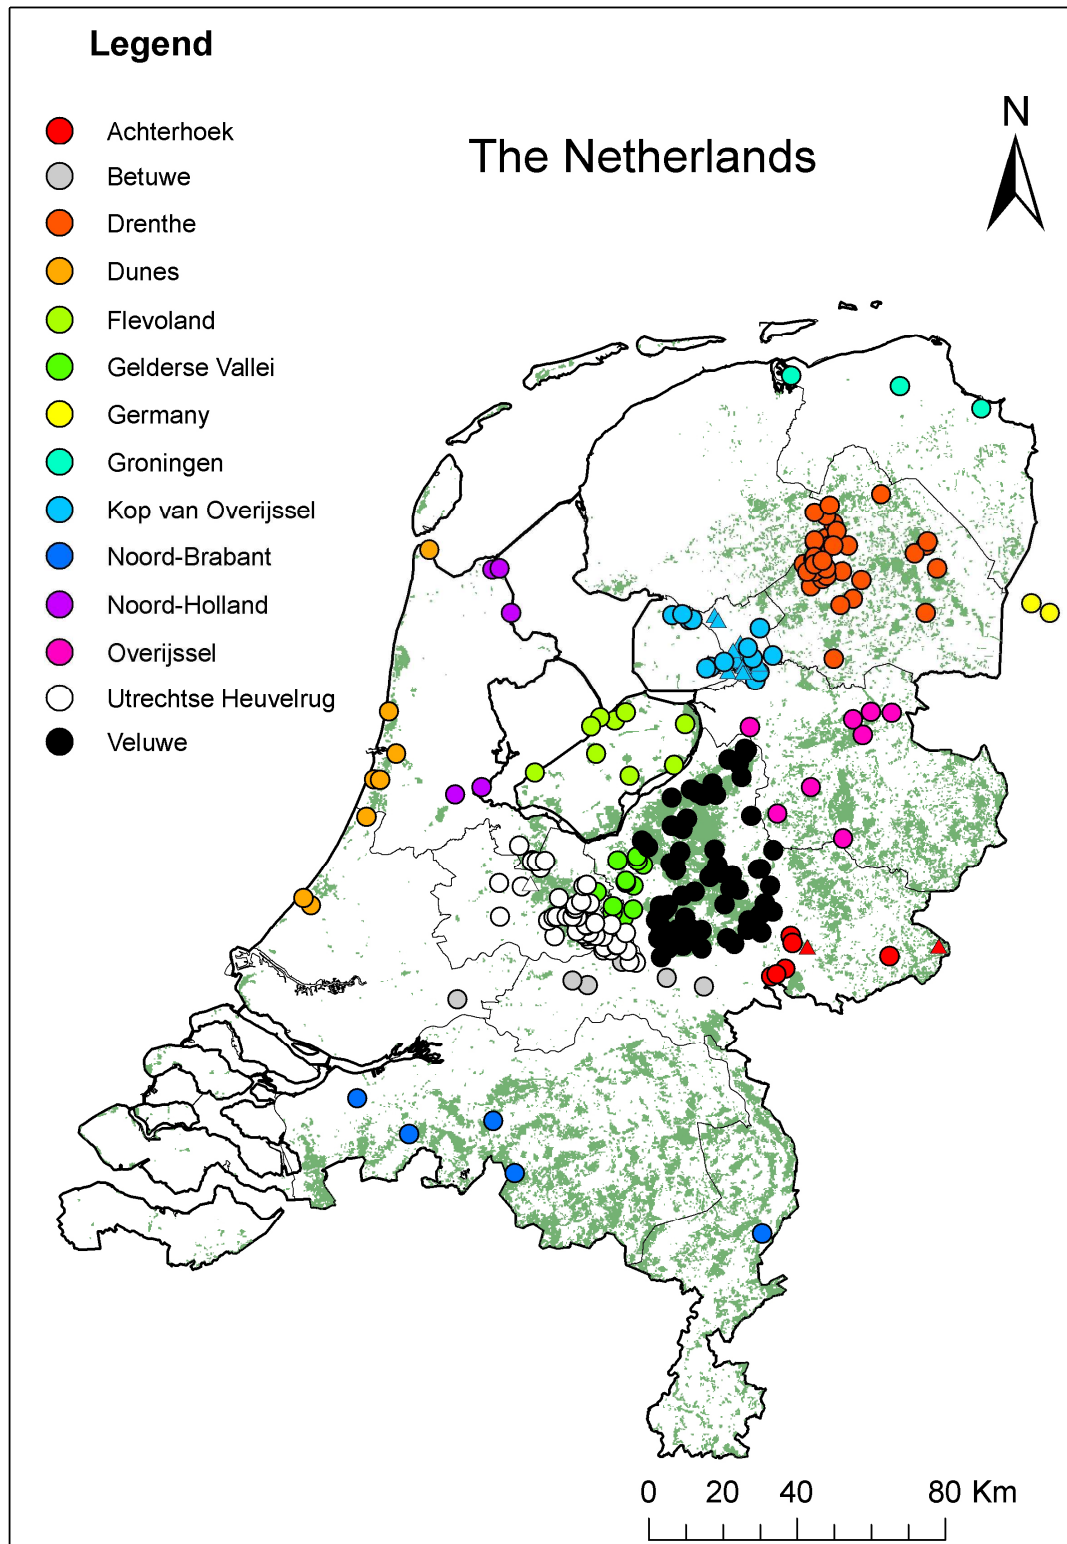 Legend
The Netherlands
N
Achterhoek
Betuwe
Drenthe
Dunes
Flevoland
Gelderse Vallei
Germany
Groningen
Kop van Overijssel
Noord-Brabant
Noord-Holland
Overijssel
Utrechtse Heuvelrug
Veluwe
0 20 40 80 Km